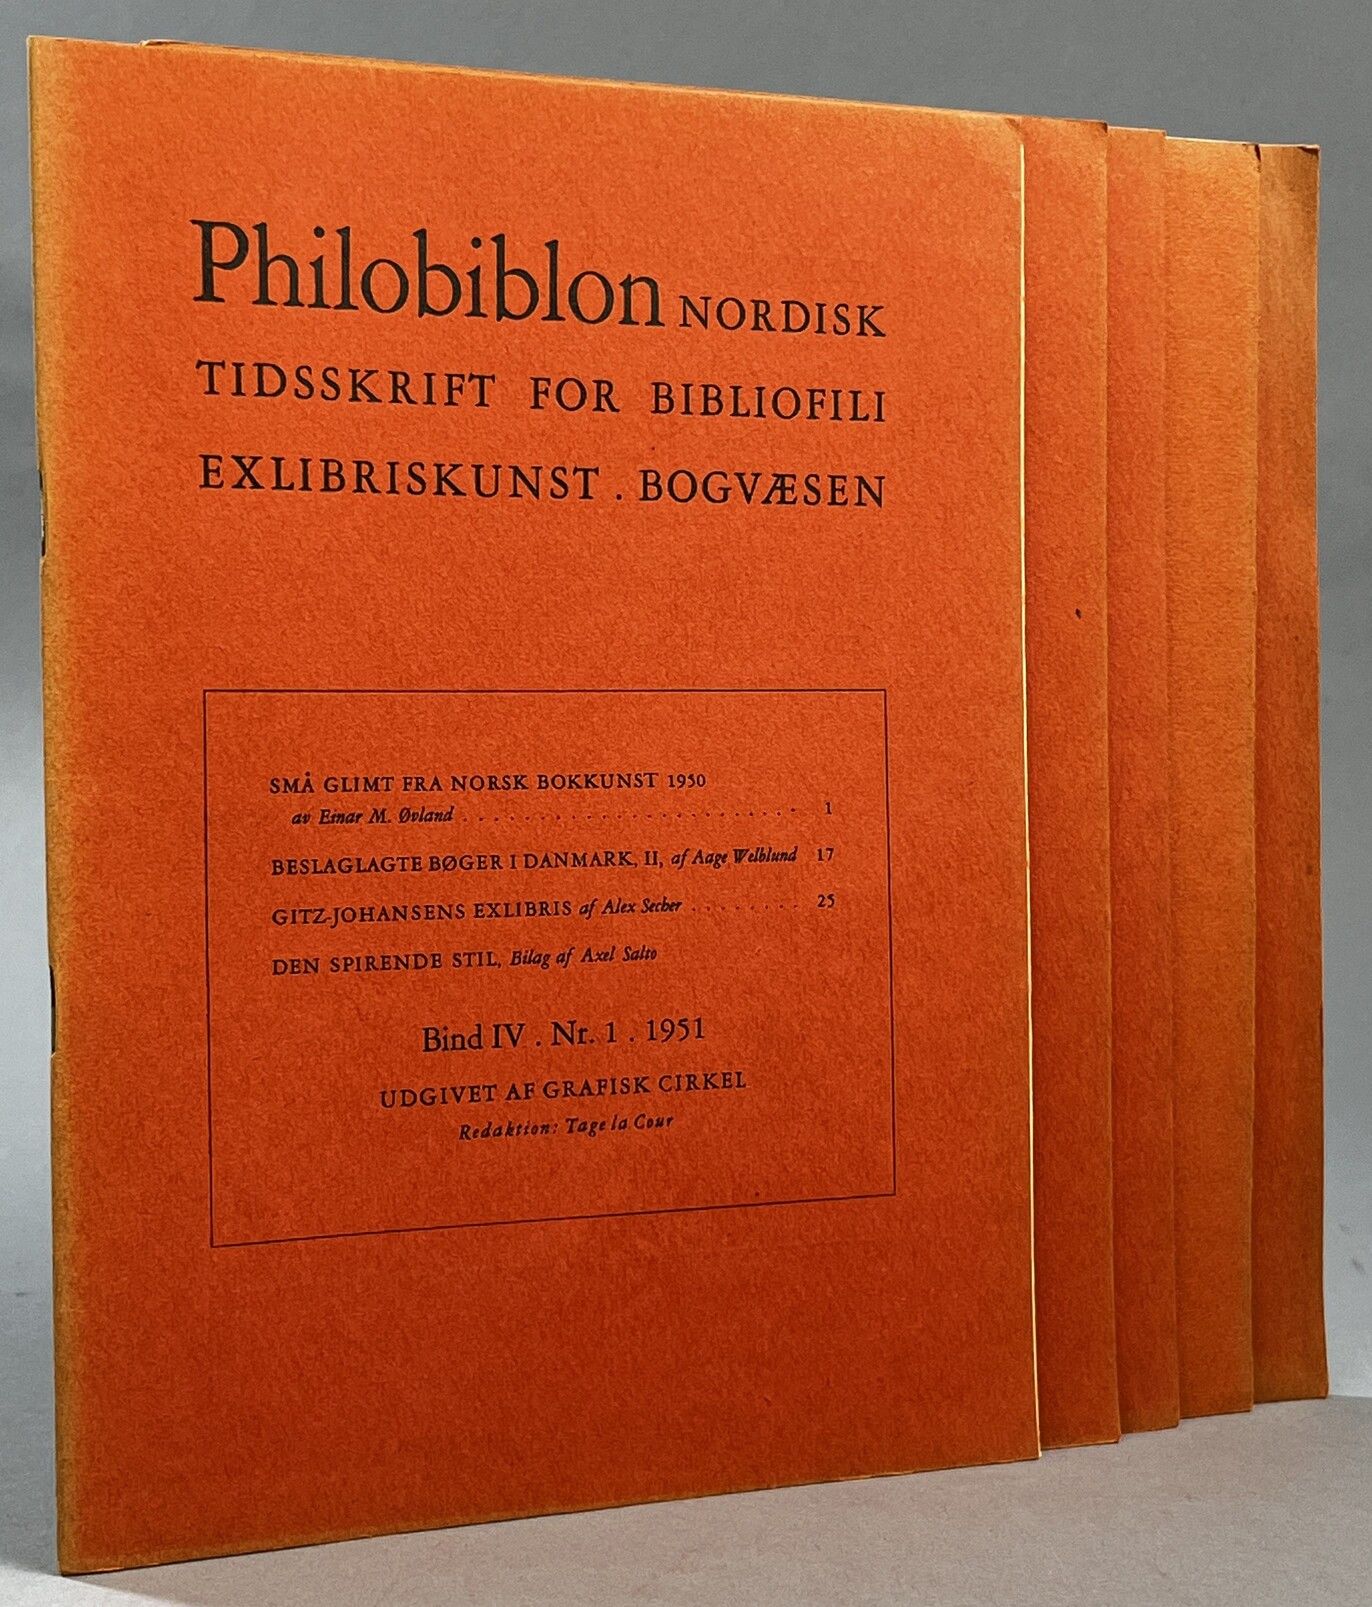 Philobiblon NORDISK
TIDSSKRIFT FOR BIBLIOFILI
EXLIBRISKUNST . BOGVÆSEN
SMÅ GLIMT FRA NORSK BOKKUNST 1950
av Einar M. Øvland . . . . . . . . . . . . . . . . . . . . . . . 1
BESLAGLAGTE BØGER I DANMARK, II, af Aage Welblund 17
GITZ-JOHANSENS EXLIBRIS af Alex Secher . . . . . . . . . 25
DEN SPIRENDE STIL, Bilag af Axel Salto
Bind IV . Nr. 1 . 1951
UDGIVET AF GRAFISK CIRKEL
Redaktion: Tage la Cour